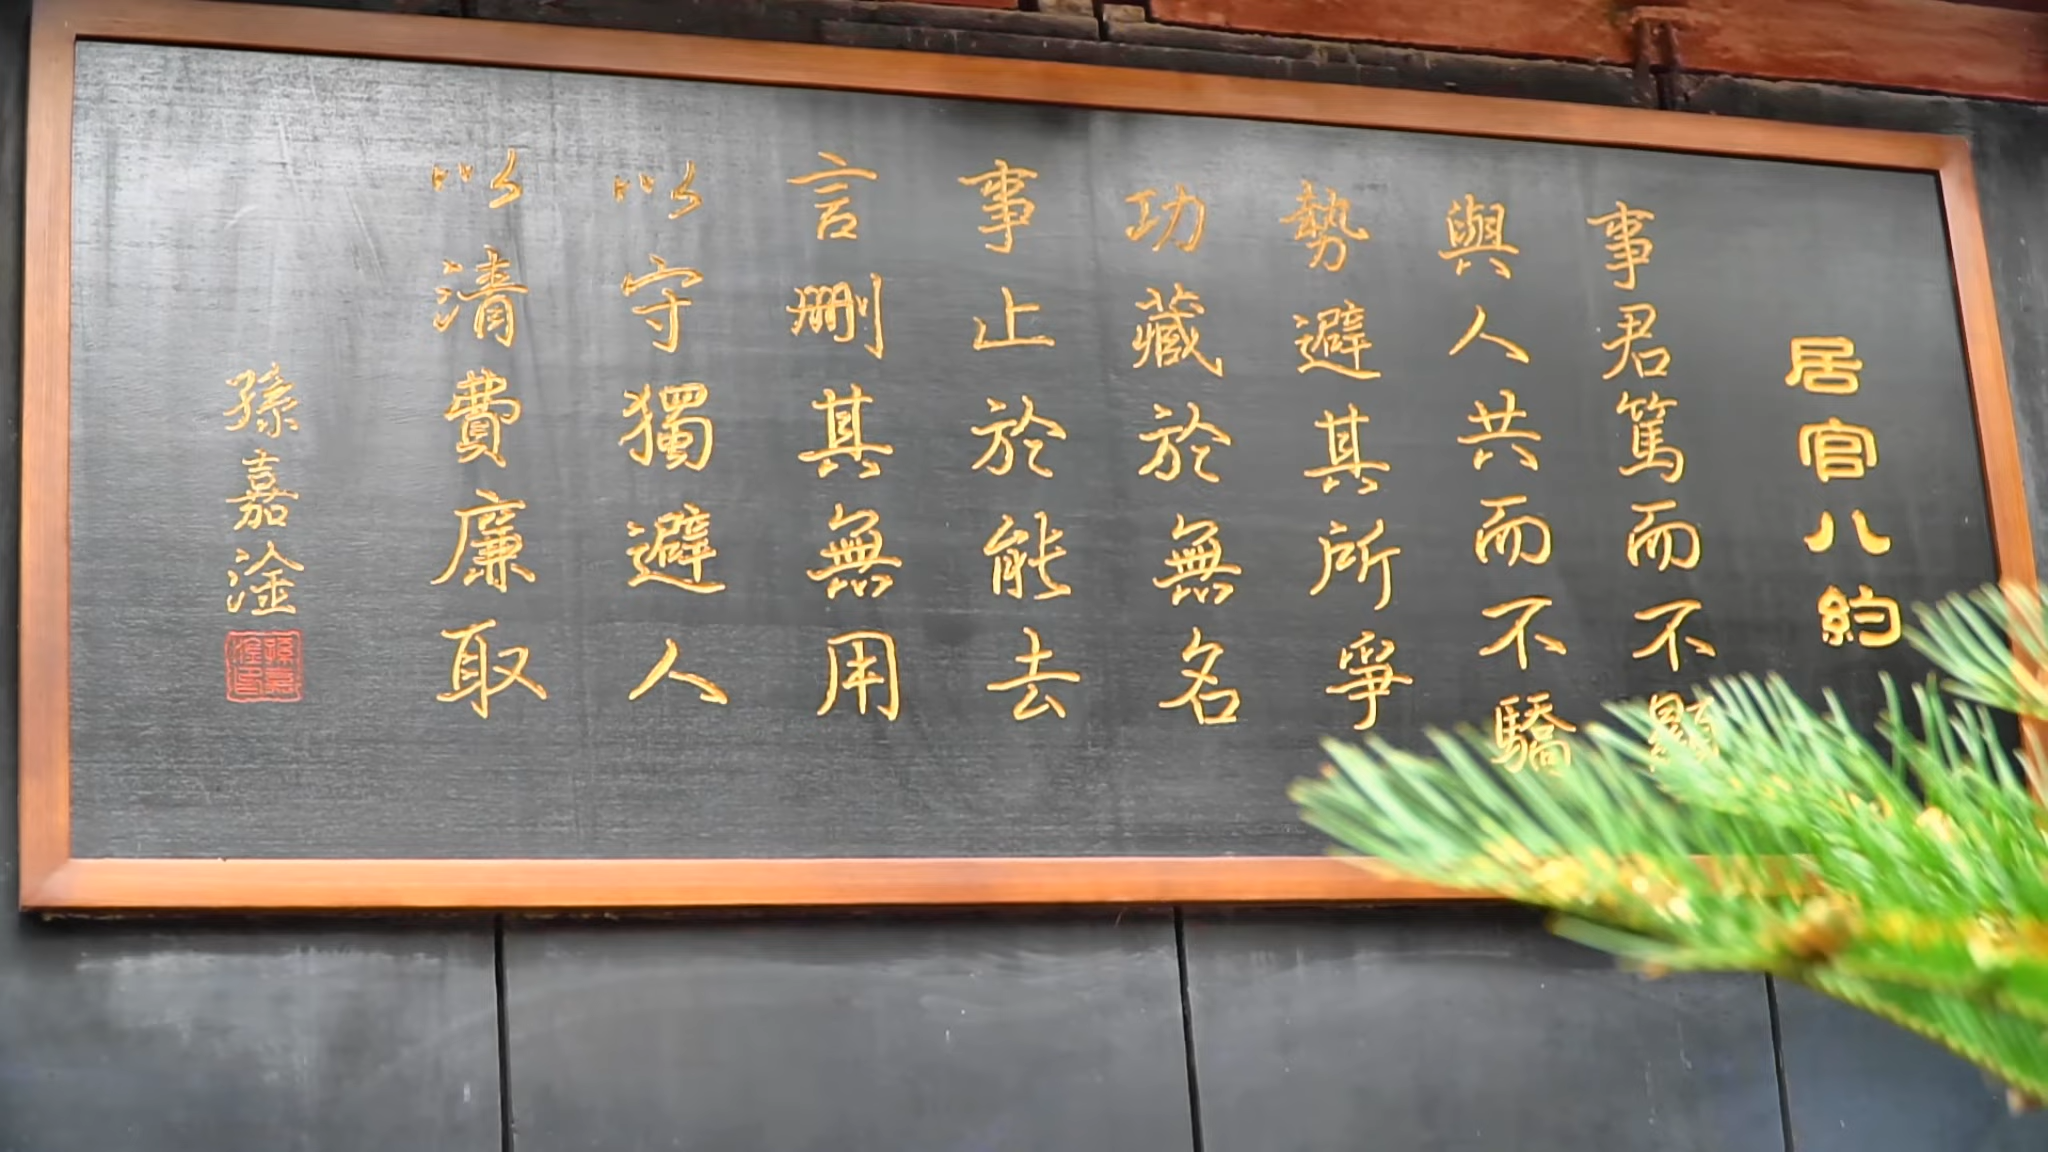 居官八約
事君篤而不顯
與人共而不驕
勢避其所爭
功藏於無名
事止於能去
言刪其無用
以守獨避人
以清費廉取
孫嘉淦